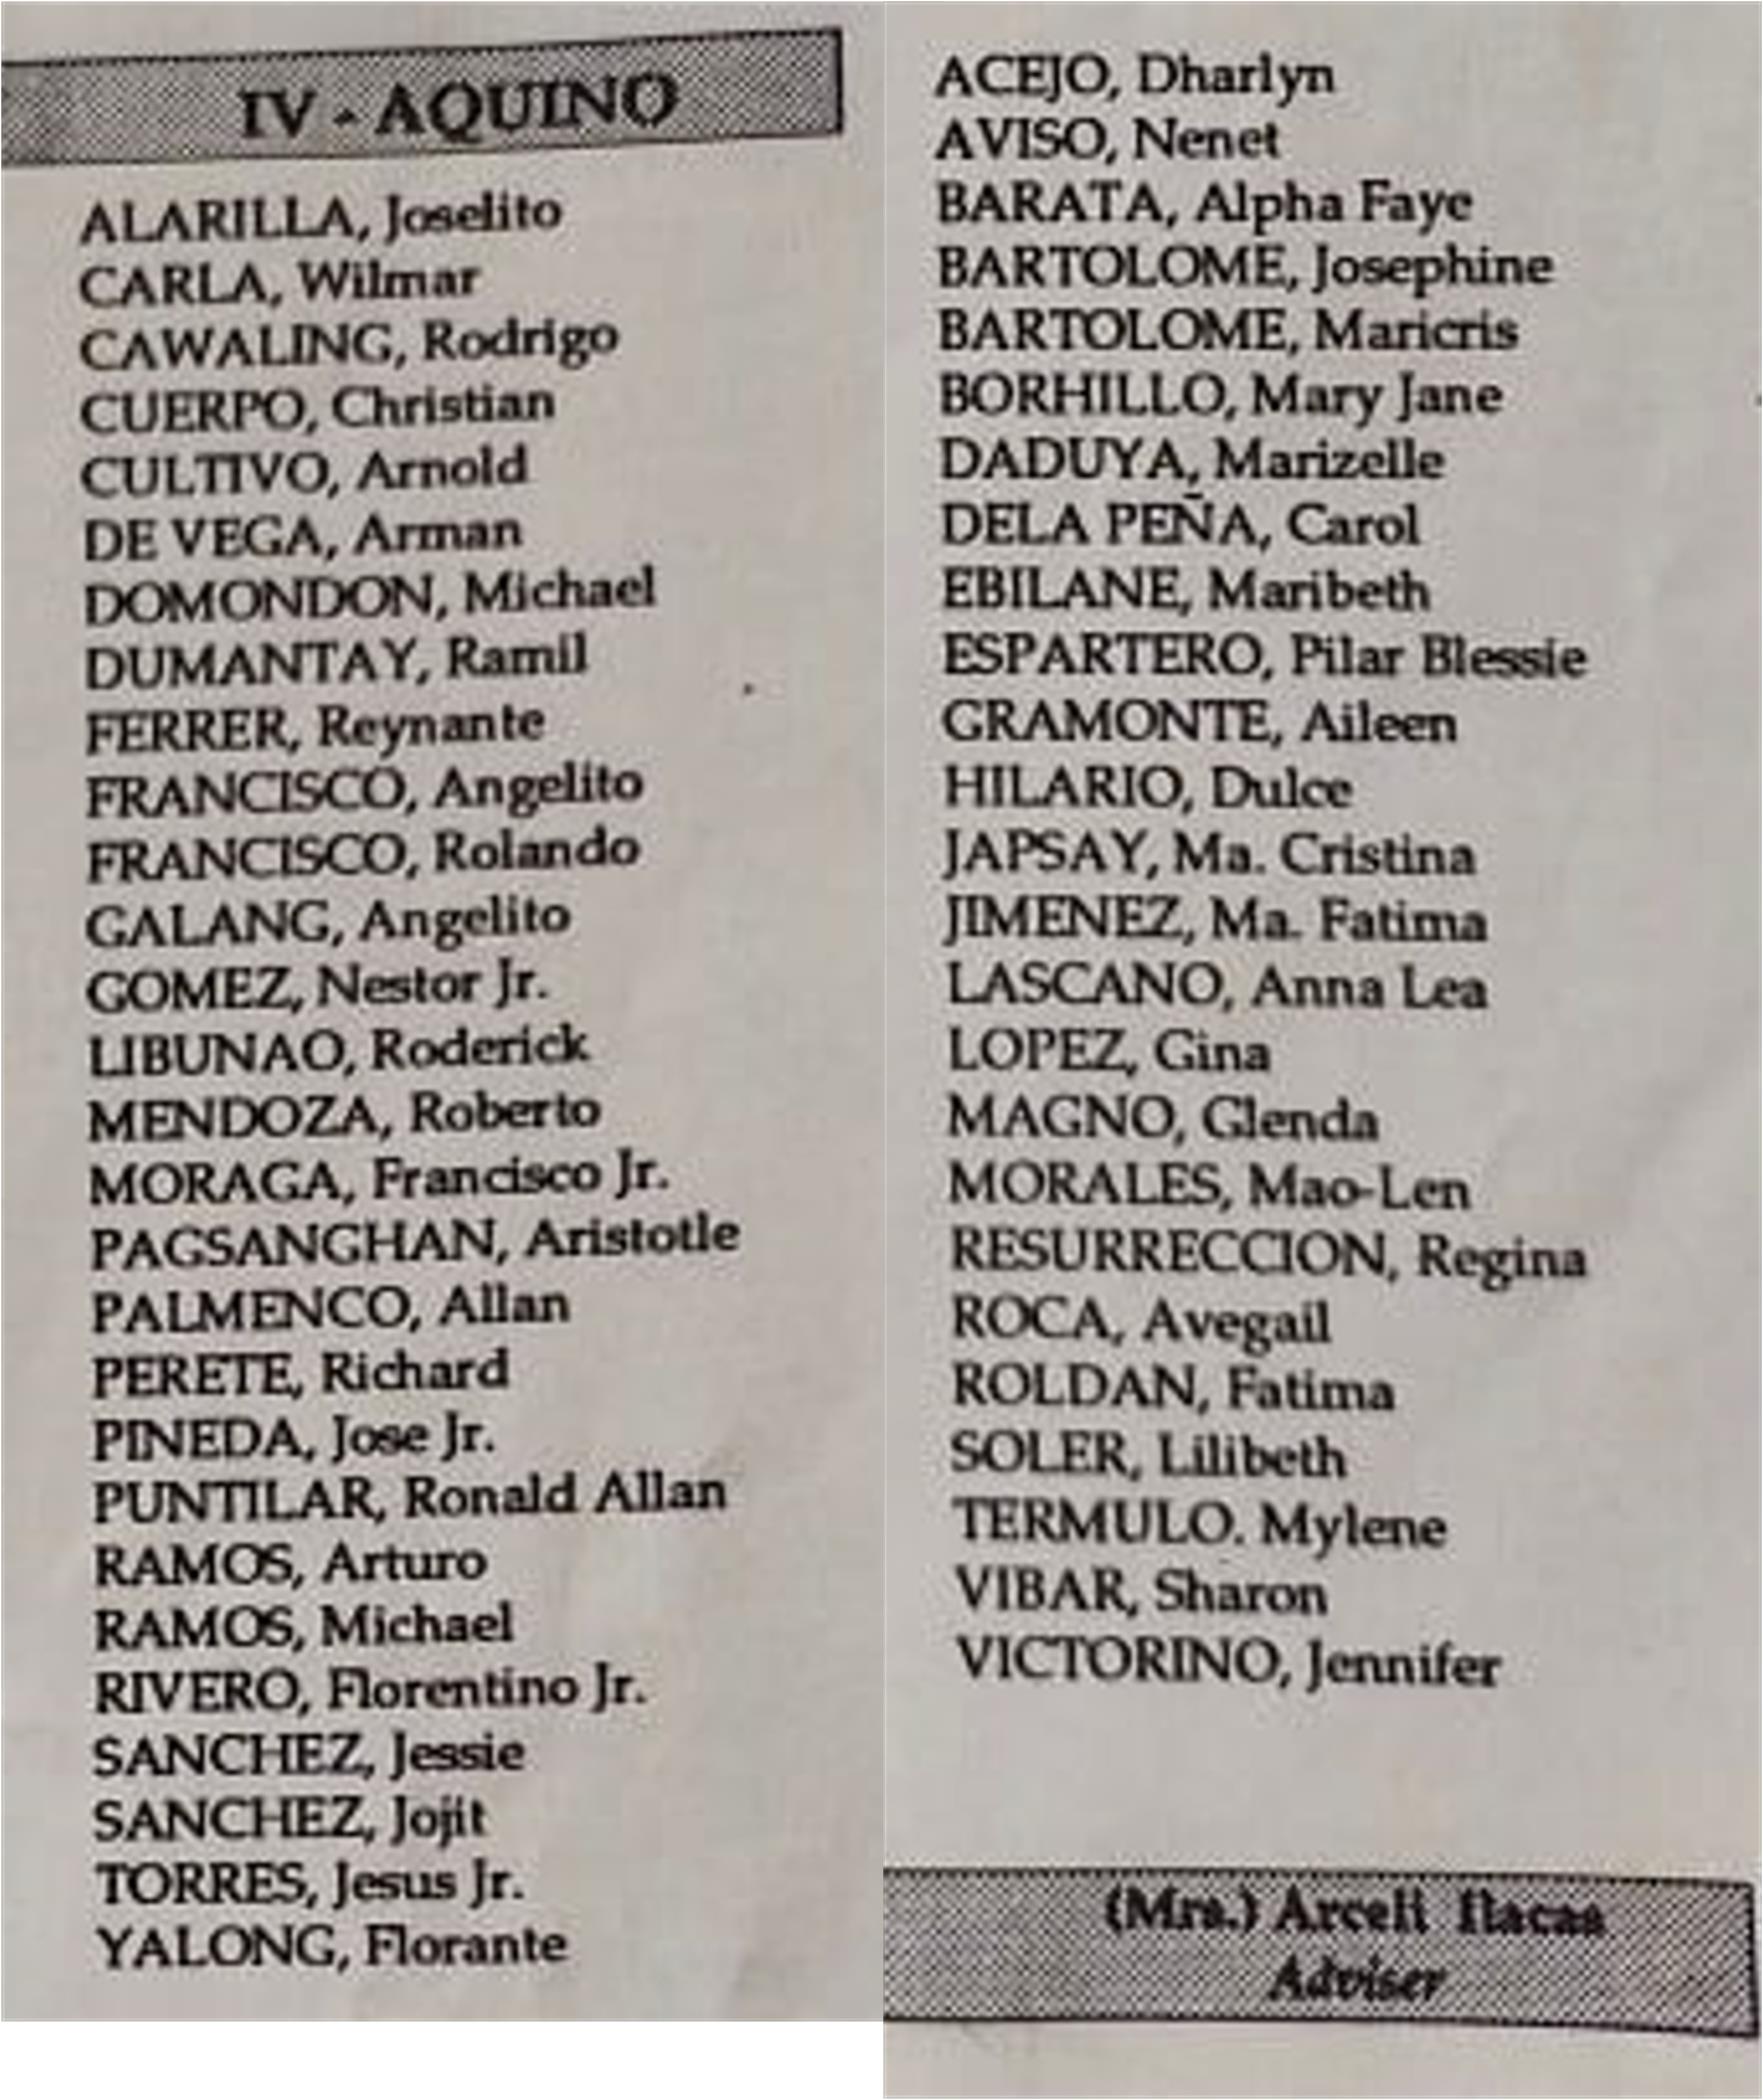 IV - AQUINO
ALARILLA, Joselito
CARLA, Wilmar
CAWALING, Rodrigo
CUERPO, Christian
CULTIVO, Arnold
DE VEGA, Arman
DOMONDON, Michael
DUMANTAY, Ramil
FERRER, Reynante
FRANCISCO, Angelito
FRANCISCO, Rolando
GALANG, Angelito
GOMEZ, Nestor Jr.
LIBUNAO, Roderick
MENDOZA, Roberto
MORAGA, Francisco Jr.
PAGSANGHAN, Aristotle
PALMENCO, Allan
PERETE, Richard
PINEDA, Jose Jr.
PUNTILAR, Ronald Allan
RAMOS, Arturo
RAMOS, Michael
RIVERO, Florentino Jr.
SANCHEZ, Jessie
SANCHEZ, Jojit
TORRES, Jesus Jr.
YALONG, Florante
ACEJO, Dharlyn
AVISO, Nenet
BARATA, Alpha Faye
BARTOLOME, Josephine
BARTOLOME, Maricris
BORHILLO, Mary Jane
DADUYA, Marizelle
DELA PEÑA, Carol
EBILANE, Maribeth
ESPARTERO, Pilar Blessie
GRAMONTE, Aileen
HILARIO, Dulce
JAPSAY, Ma. Cristina
JIMENEZ, Ma. Fatima
LASCANO, Anna Lea
LOPEZ, Gina
MAGNO, Glenda
MORALES, Mao-Len
RESURRECCION, Regina
ROCA, Avegail
ROLDAN, Fatima
SOLER, Lilibeth
TERMULO. Mylene
VIBAR, Sharon
VICTORINO, Jennifer
(Mrs.) Arceli Ilacas
Adviser